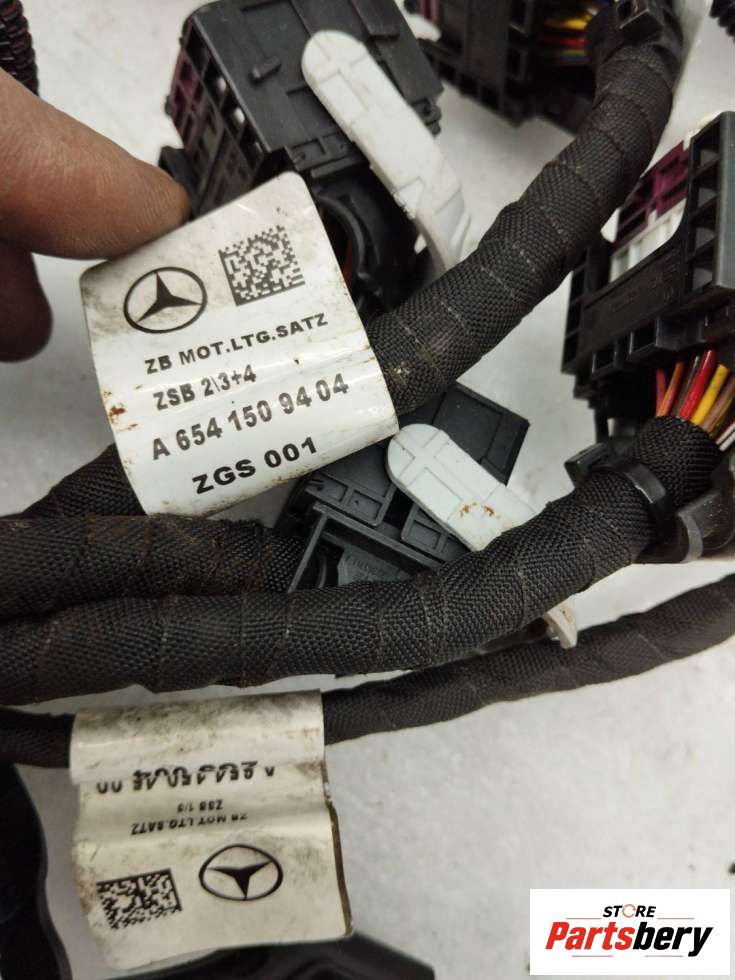 ZB MOT.LTG.SATZ
ZSB 2\3+4
A 654 150 94 04
ZGS 001
ZB MOT.LTG.SATZ
STORE
Partsbery